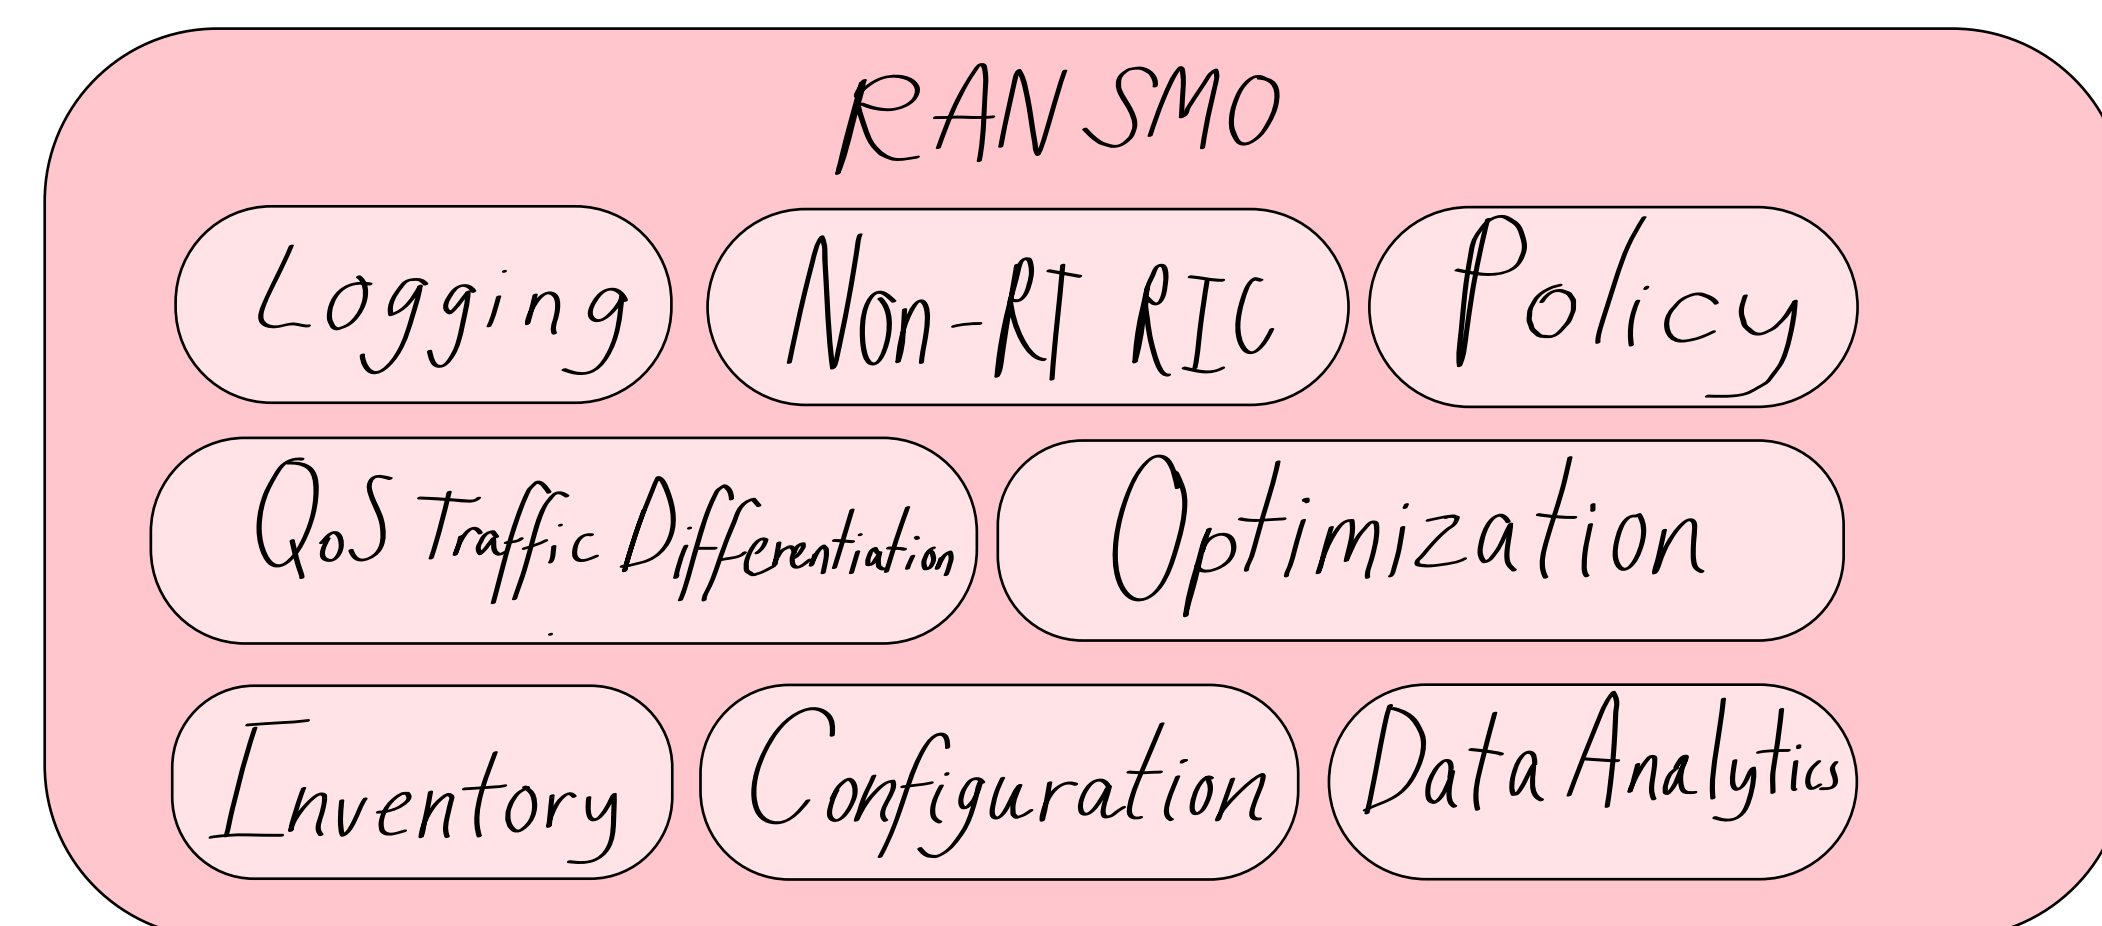 RAN SMO
Logging
Non-RT RIC
Policy
QoS Traffic Differentiation
Optimization
Inventory
Configuration
Data Analytics